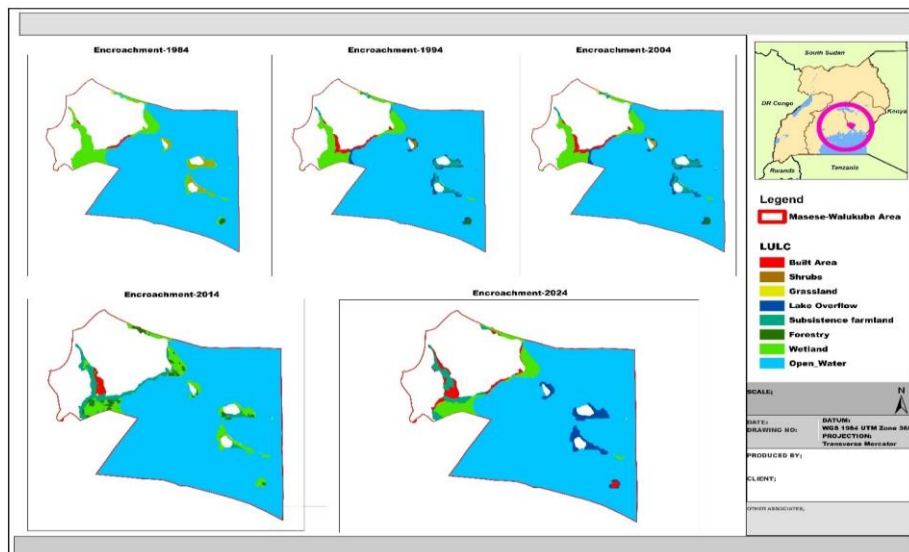 Encroachment-1984
Encroachment-1994
Encroachment-2004
Encroachment-2014
Encroachment-2024
South Sudan
DR Congo
Kenya
Rwanda
Tanzania
Legend
Masese-Walukuba Area
LULC
Built Area
Shrubs
Grassland
Lake Overflow
Subsistence farmland
Forestry
Wetland
Open_Water
SCALE;
N
DATE:
DRAWING NO:
DATUM:
WGS 1984 UTM Zone
PROJECTION:
Transverse Mercator
PRODUCED BY;
CLIENT;
OTHER ASSOCIATES;